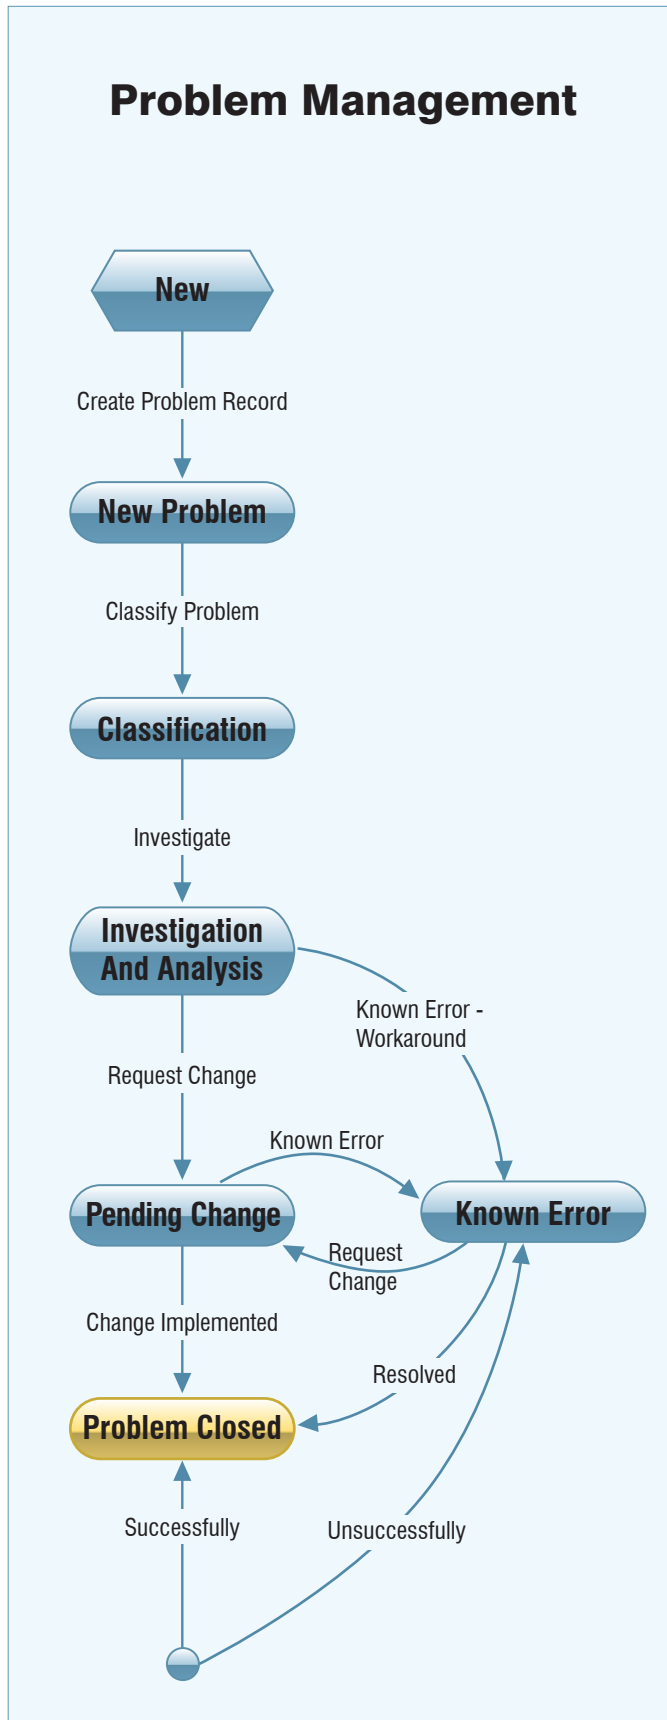 Problem Management
New
Create Problem Record
New Problem
Classify Problem
Classification
Investigate
Investigation
And Analysis
Known Error -
Workaround
Request Change
Known Error
Pending Change
Known Error
Request
Change
Change Implemented
Resolved
Problem Closed
Successfully
Unsuccessfully